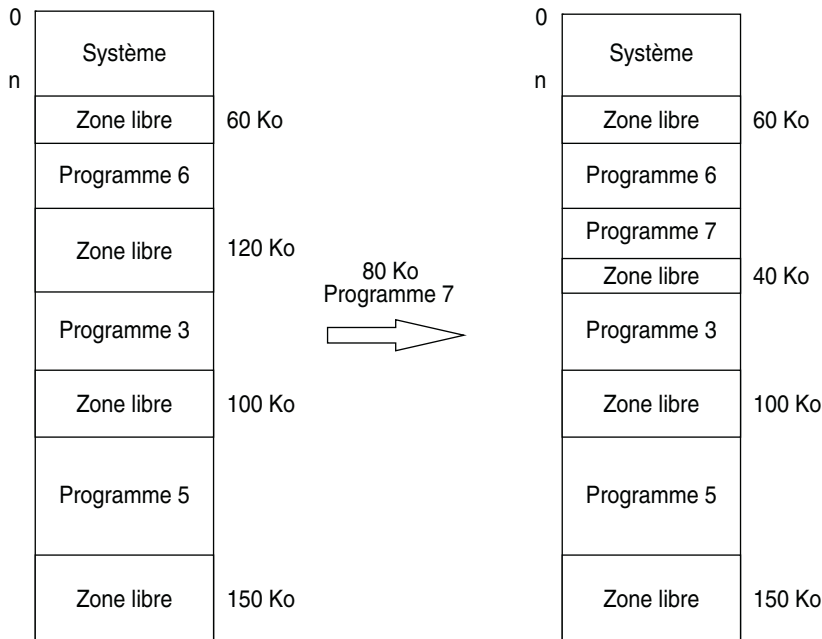 0
Système
n
Zone libre 60 Ko
Programme 6
Zone libre 120 Ko
Programme 3
Zone libre 100 Ko
Programme 5
Zone libre 150 Ko
80 Ko
Programme 7
0
Système
n
Zone libre 60 Ko
Programme 6
Programme 7
Zone libre 40 Ko
Programme 3
Zone libre 100 Ko
Programme 5
Zone libre 150 Ko